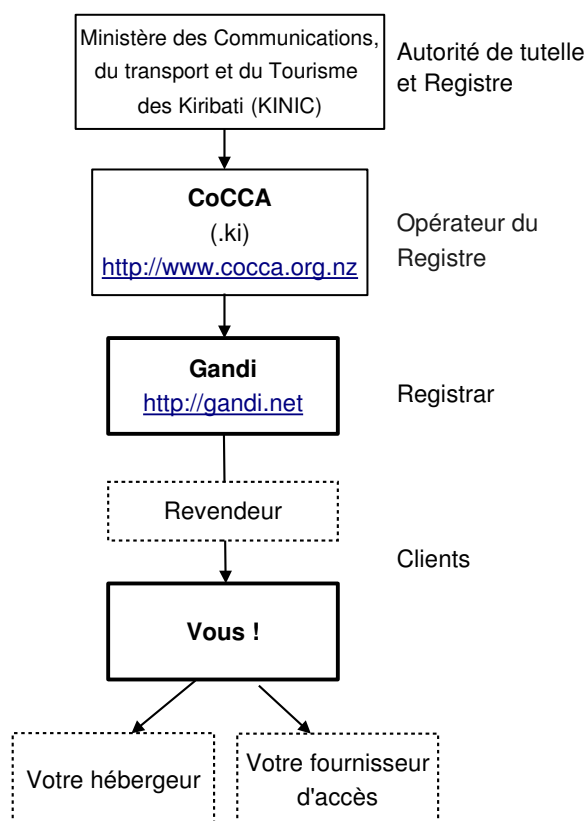 Ministère des Communications,
du transport et du Tourisme
des Kiribati (KINIC)
Autorité de tutelle
et Registre
CoCCA
(.ki)
http://www.cocca.org.nz
Opérateur du
Registre
Gandi
http://gandi.net
Registrar
Revendeur
Clients
Vous !
Votre hébergeur
Votre fournisseur
d'accès